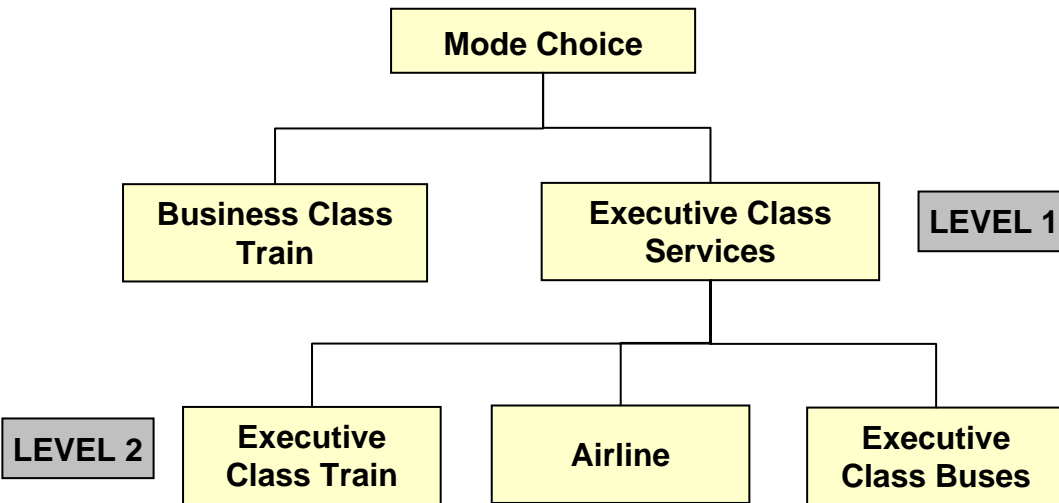 Mode Choice
Business Class
Train
Executive Class
Services
LEVEL 1
LEVEL 2
Executive
Class Train
Airline
Executive
Class Buses